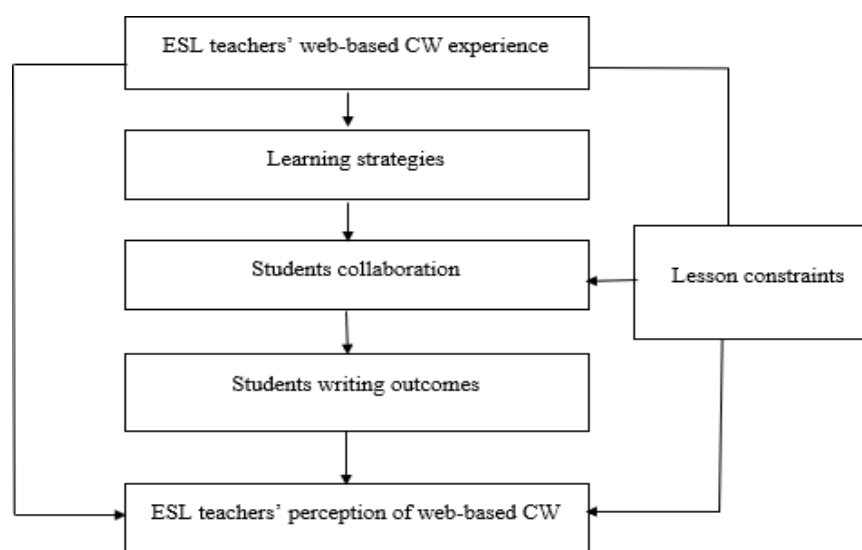 ESL teachers’ web-based CW experience
Learning strategies
Students collaboration
Lesson constraints
Students writing outcomes
ESL teachers’ perception of web-based CW